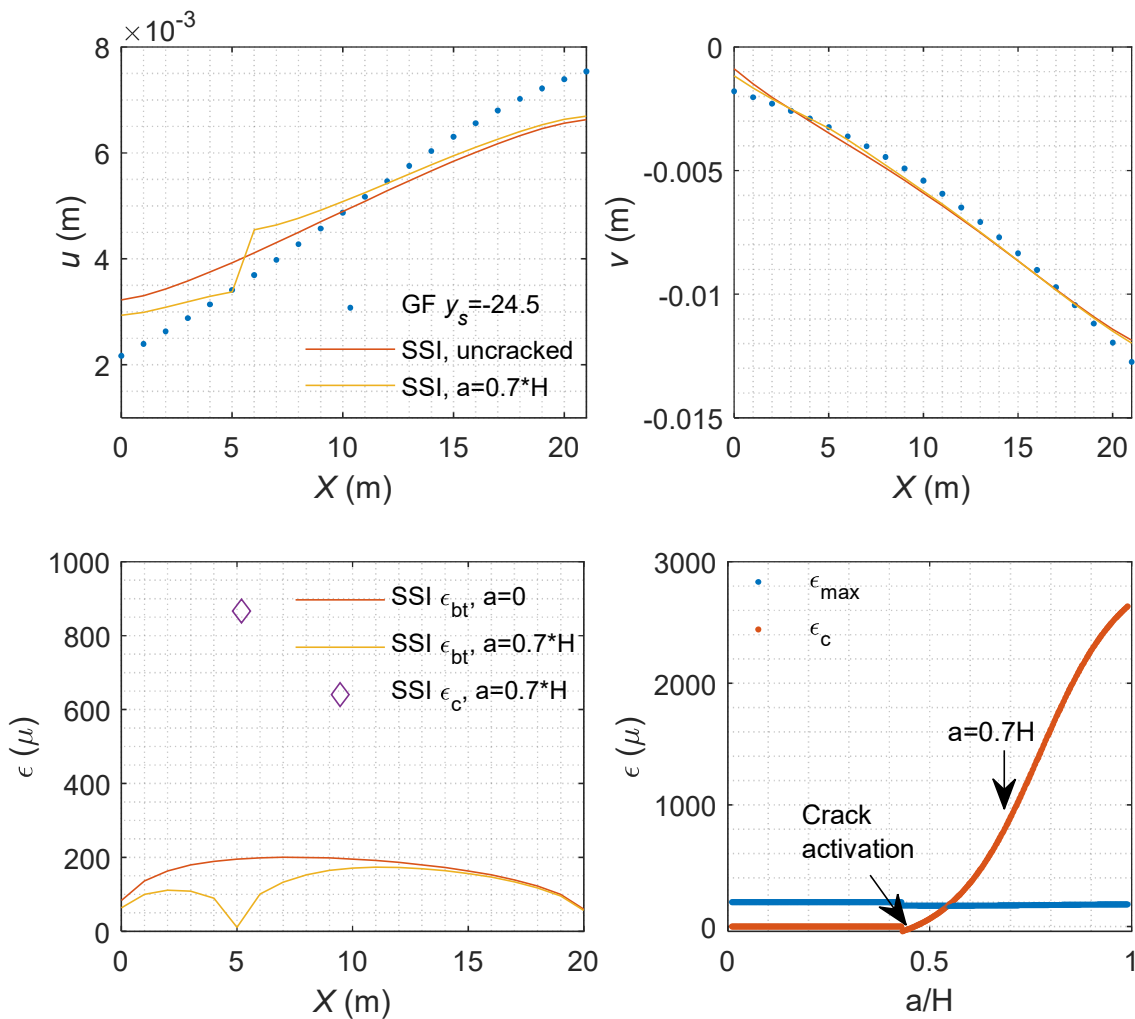 ×10⁻³
8
6
4
2
u (m)
0
5
10
15
20
X (m)
GF yₛ=-24.5
SSI, uncracked
SSI, a=0.7*H
0
-0.005
-0.01
-0.015
v (m)
0
5
10
15
20
X (m)
1000
800
600
400
200
0
ϵ (μ)
0
5
10
15
20
X (m)
SSI ϵ_bt, a=0
SSI ϵ_bt, a=0.7*H
SSI ϵ_c, a=0.7*H
3000
2000
1000
0
ϵ (μ)
0
0.5
1
a/H
ϵ_max
ϵ_c
a=0.7H
Crack
activation